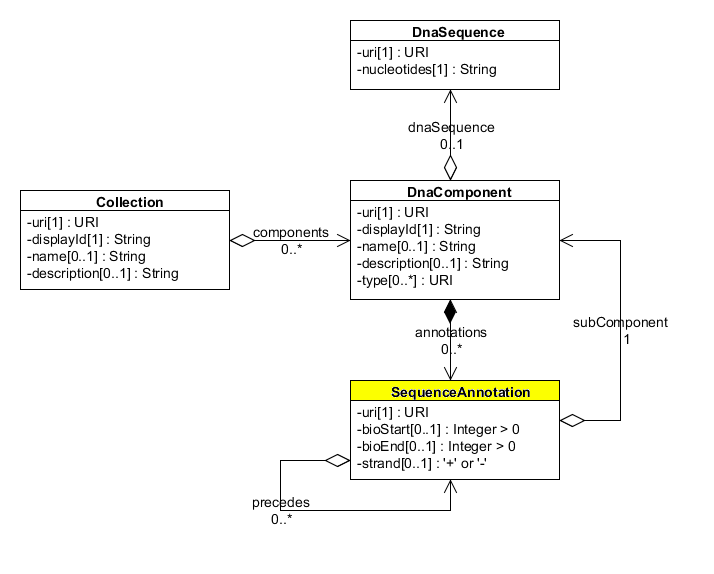 DnaSequence
-uri[1] : URI
-nucleotides[1] : String
dnaSequence
0..1
DnaComponent
-uri[1] : URI
-displayId[1] : String
-name[0..1] : String
-description[0..1] : String
-type[0..*] : URI
Collection
-uri[1] : URI
-displayId[1] : String
-name[0..1] : String
-description[0..1] : String
components
0..*
annotations
0..*
subComponent
1
SequenceAnnotation
-uri[1] : URI
-bioStart[0..1] : Integer > 0
-bioEnd[0..1] : Integer > 0
-strand[0..1] : '+' or '-'
precedes
0..*